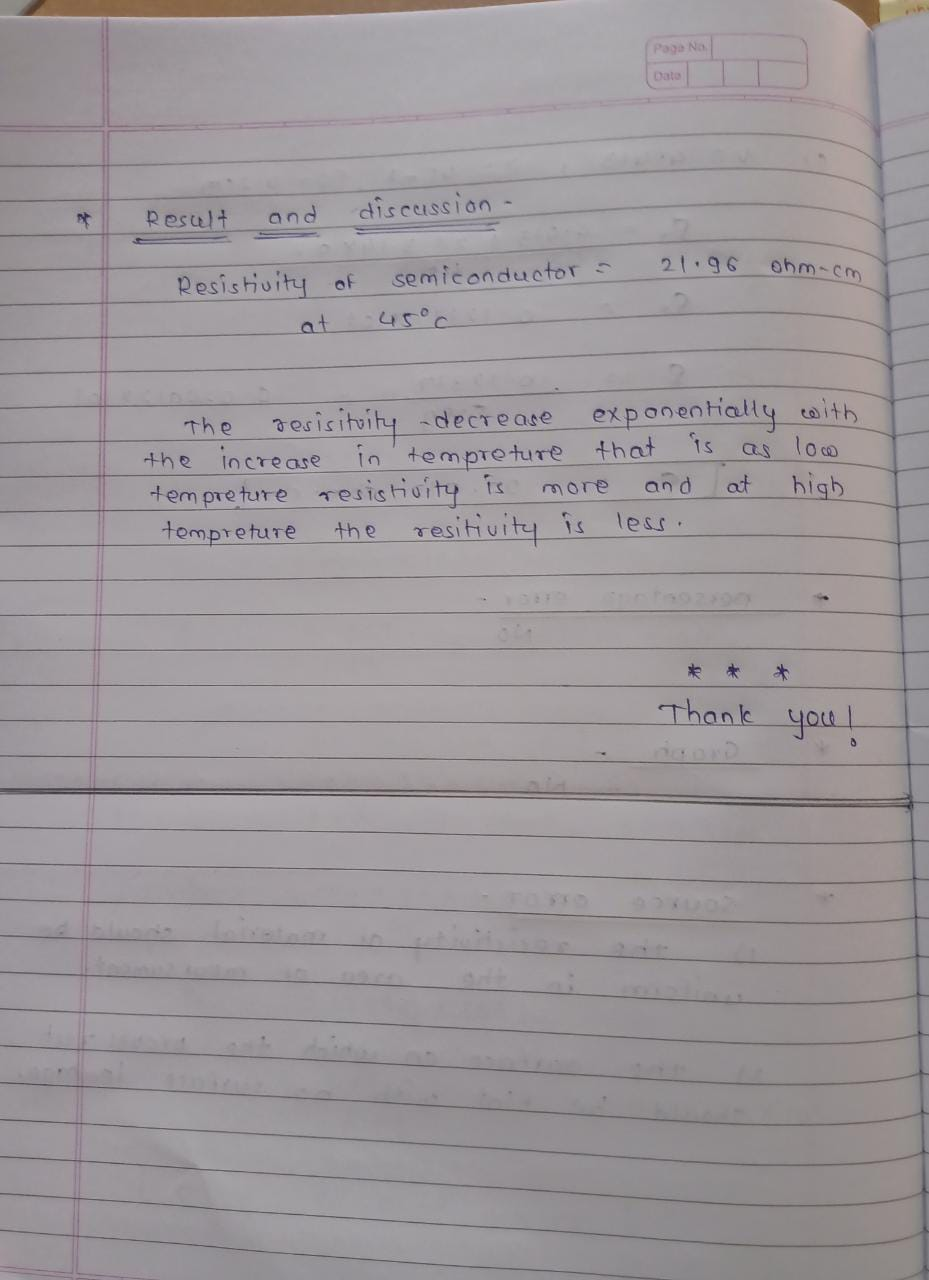 Page No.
Date
* Result and discussion -
Resistivity of semiconductor = 21.96 ohm-cm
at 45°c
The resisitvity -decrease exponentially with
the increase in tempreture that is as low
tempreture resistivity is more and at high
tempreture the resitivity is less.
* * *
Thank you!